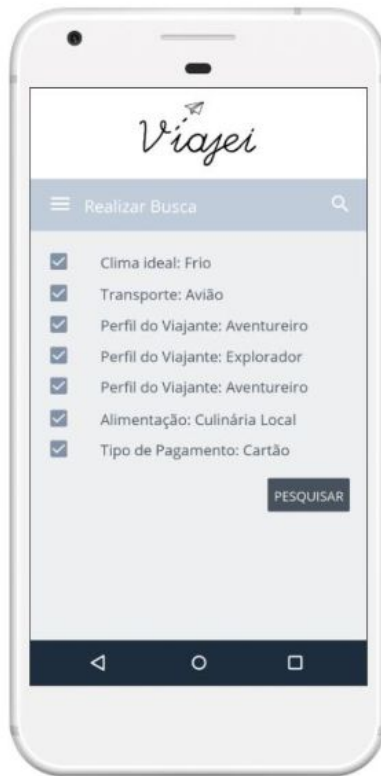 Viajei
Realizar Busca
Clima ideal: Frio
Transporte: Avião
Perfil do Viajante: Aventureiro
Perfil do Viajante: Explorador
Perfil do Viajante: Aventureiro
Alimentação: Culinária Local
Tipo de Pagamento: Cartão
PESQUISAR